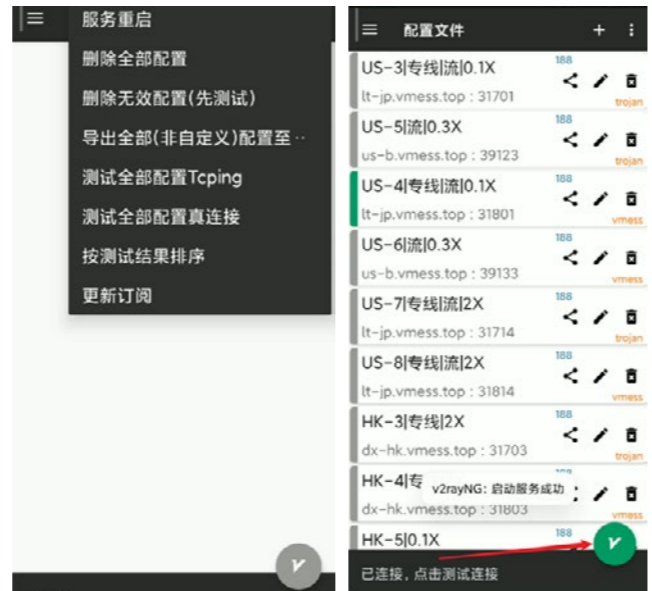 服务重启
删除全部配置
删除无效配置(先测试)
导出全部(非自定义)配置至··
测试全部配置Tcping
测试全部配置真连接
按测试结果排序
更新订阅
配置文件
US-3|专线|流|0.1X
188
lt-jp.vmess.top : 31701
trojan
US-5|流|0.3X
188
us-b.vmess.top : 39123
trojan
US-4|专线|流|0.1X
188
lt-jp.vmess.top : 31801
vmess
US-6|流|0.3X
188
us-b.vmess.top : 39133
vmess
US-7|专线|流|2X
188
lt-jp.vmess.top : 31714
trojan
US-8|专线|流|2X
188
lt-jp.vmess.top : 31814
vmess
HK-3|专线|2X
188
dx-hk.vmess.top : 31703
trojan
HK-4|专
v2rayNG: 启动服务成功
dx-hk.vmess.top : 31803
vmess
HK-5|0.1X
188
已连接, 点击测试连接